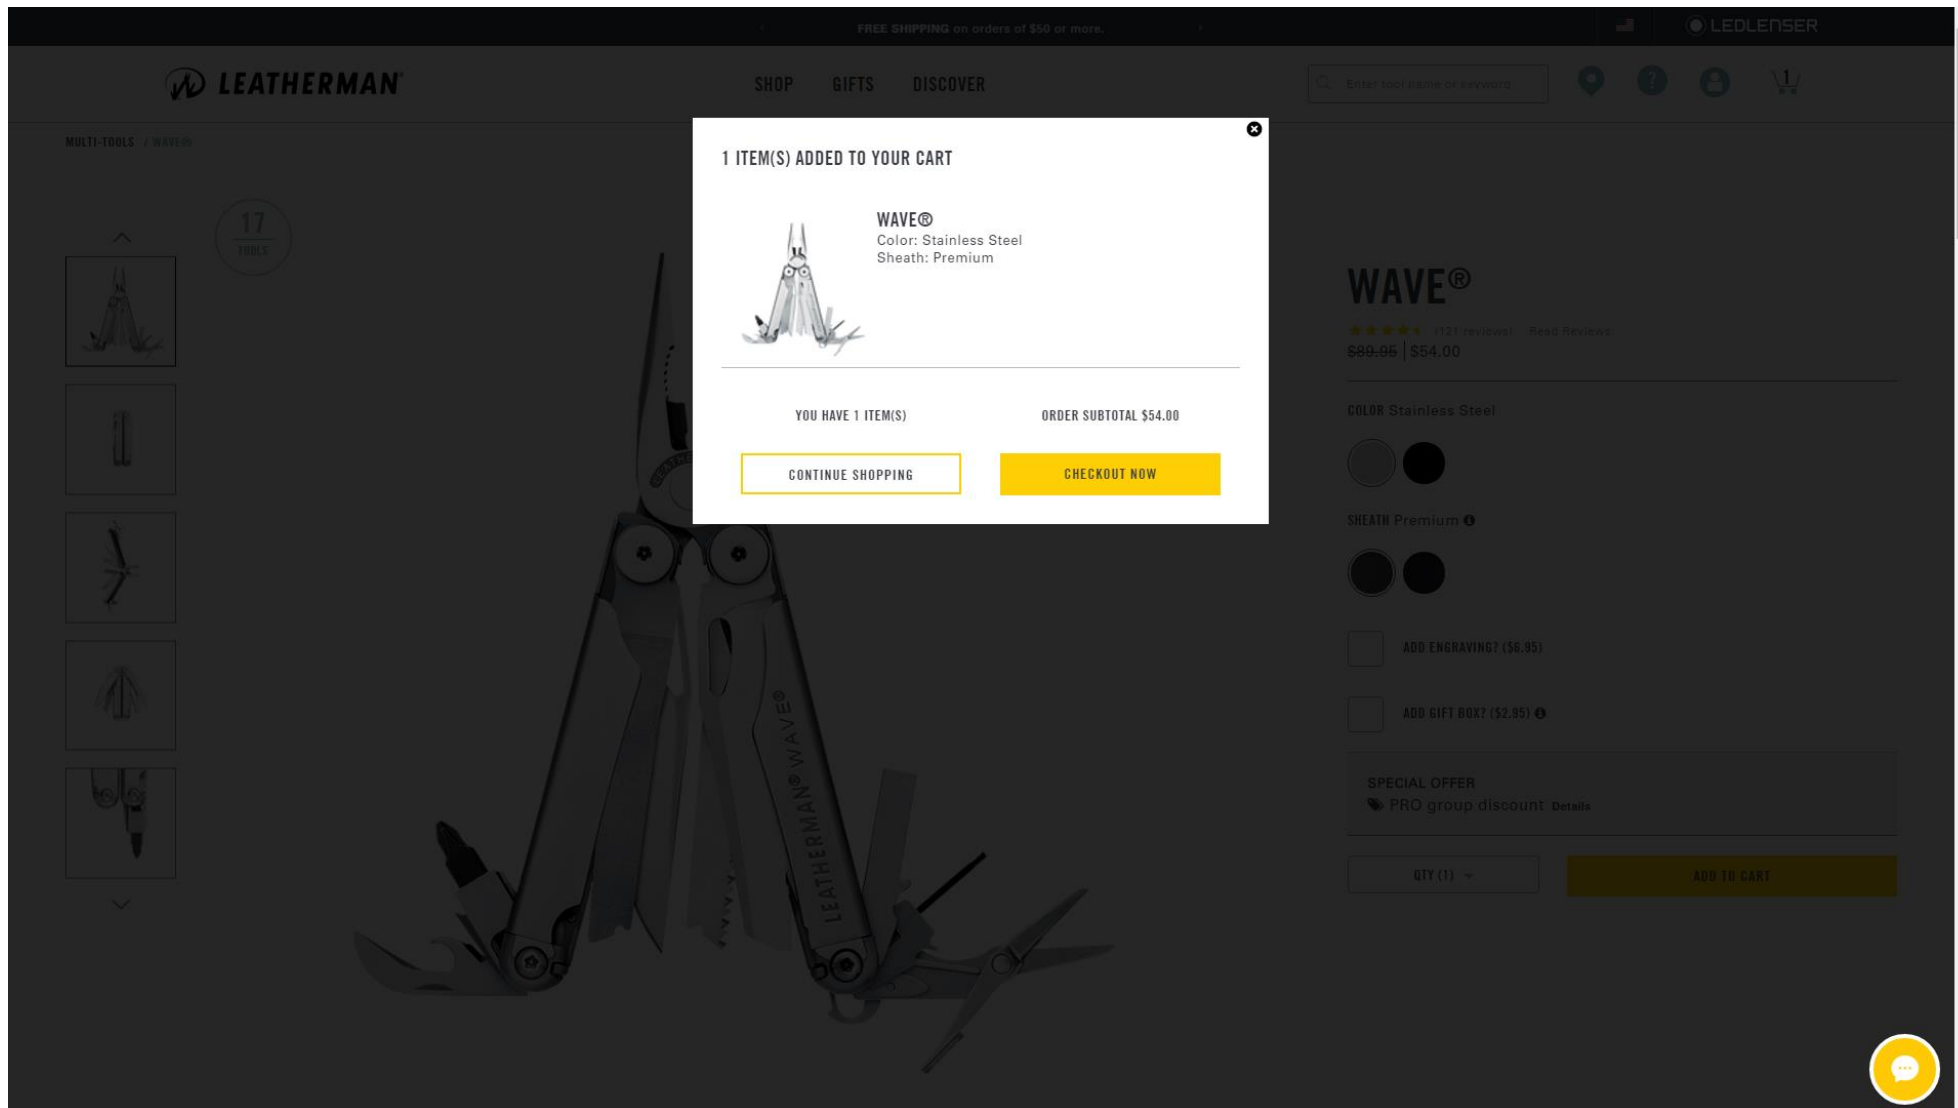 FREE SHIPPING on orders of $50 or more.
LEDLENSER
LEATHERMAN
SHOP
GIFTS
DISCOVER
Enter tool name or keyword
?
1
MULTI-TOOLS / WAVE®
17
TOOLS
1 ITEM(S) ADDED TO YOUR CART
WAVE®
Color: Stainless Steel
Sheath: Premium
YOU HAVE 1 ITEM(S)
ORDER SUBTOTAL $54.00
CONTINUE SHOPPING
CHECKOUT NOW
LEATHERMAN® WAVE®
WAVE®
(121 reviews) Read Reviews
$89.95 | $54.00
COLOR Stainless Steel
SHEATH Premium
ADD ENGRAVING? ($6.95)
ADD GIFT BOX? ($2.95)
SPECIAL OFFER
PRO group discount Details
QTY (1)
ADD TO CART